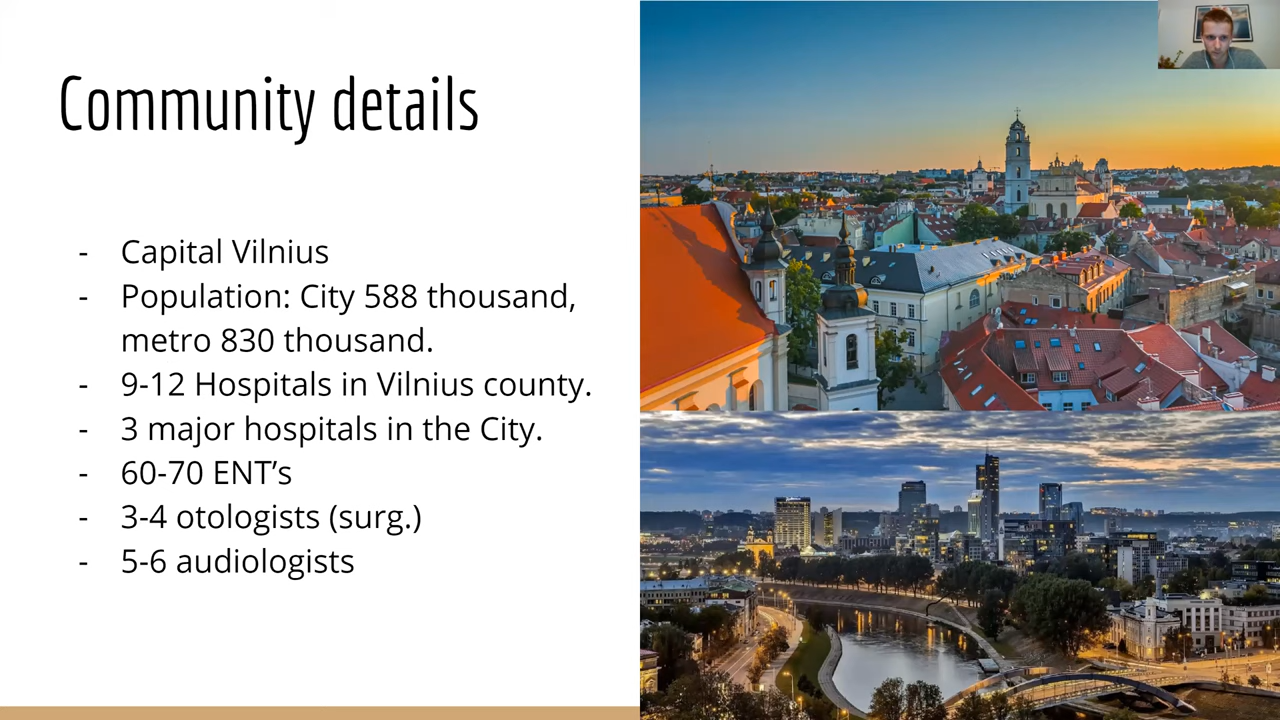 Community details
- Capital Vilnius
- Population: City 588 thousand,
metro 830 thousand.
- 9-12 Hospitals in Vilnius county.
- 3 major hospitals in the City.
- 60-70 ENT’s
- 3-4 otologists (surg.)
- 5-6 audiologists